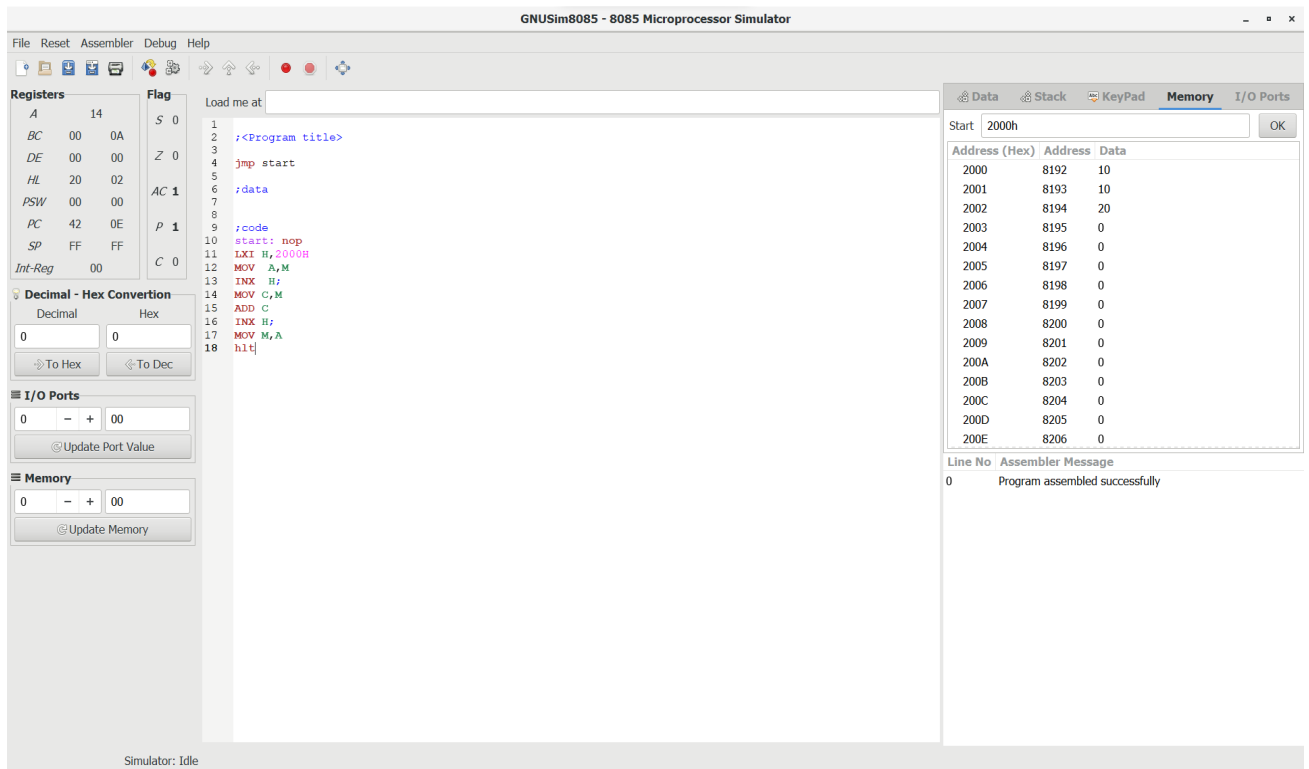 GNUSim8085 - 8085 Microprocessor Simulator
File Reset Assembler Debug Help
Registers
A 14
BC 00 0A
DE 00 00
HL 20 02
PSW 00 00
PC 42 0E
SP FF FF
Int-Reg 00
Flag
S 0
Z 0
AC 1
P 1
C 0
Decimal - Hex Convertion
Decimal Hex
0 0
To Hex To Dec
I/O Ports
0 - + 00
Update Port Value
Memory
0 - + 00
Update Memory
Load me at
1
2 ;<Program title>
3
4 jmp start
5
6 ;data
7
8
9 ;code
10 start: nop
11 LXI H,2000H
12 MOV A,M
13 INX H;
14 MOV C,M
15 ADD C
16 INX H;
17 MOV M,A
18 hlt
Data Stack KeyPad Memory I/O Ports
Start 2000h OK
Address (Hex) Address Data
2000 8192 10
2001 8193 10
2002 8194 20
2003 8195 0
2004 8196 0
2005 8197 0
2006 8198 0
2007 8199 0
2008 8200 0
2009 8201 0
200A 8202 0
200B 8203 0
200C 8204 0
200D 8205 0
200E 8206 0
Line No Assembler Message
0 Program assembled successfully
Simulator: Idle